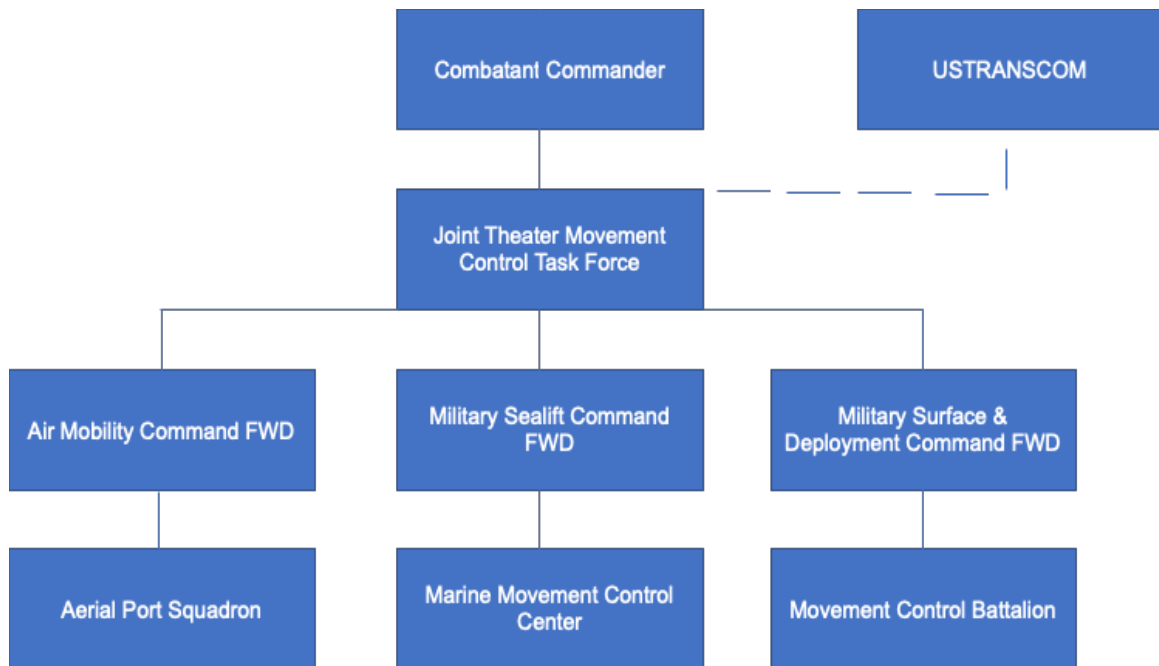 Combatant Commander
USTRANSCOM
Joint Theater Movement
Control Task Force
Air Mobility Command FWD
Military Sealift Command
FWD
Military Surface &
Deployment Command FWD
Aerial Port Squadron
Marine Movement Control
Center
Movement Control Battalion